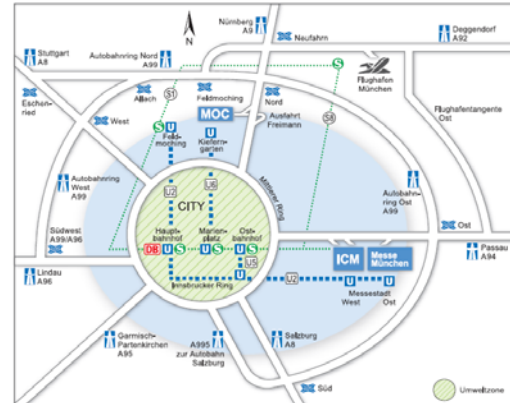 Nürnberg
A9
Deggendorf
A92
N
Neufahrn
Stuttgart
A8
Autobahnring Nord
A99
S
Flughafen
München
Eschen-
ried
Allach
S1
Feldmoching
Nord
S8
West
MOC
Ausfahrt
Freimann
Flughafentangente
Ost
S U
Feld-
moching
U
Kiefern-
garten
Mittlerer Ring
Autobahnring
West
A99
U2
U6
Autobahn-
ring Ost
A99
CITY
Südwest
A99/A96
Haupt-
bahnhof
Marien-
platz
Ost-
bahnhof
Ost
DB U S
U S
U S
U5
U
ICM
Messe
München
Passau
A94
Lindau
A96
U2
Innsbrucker Ring
U
Messestadt
West
U
Ost
Garmisch-
Partenkirchen
A95
A995
zur Autobahn
Salzburg
Salzburg
A8
Süd
Umweltzone